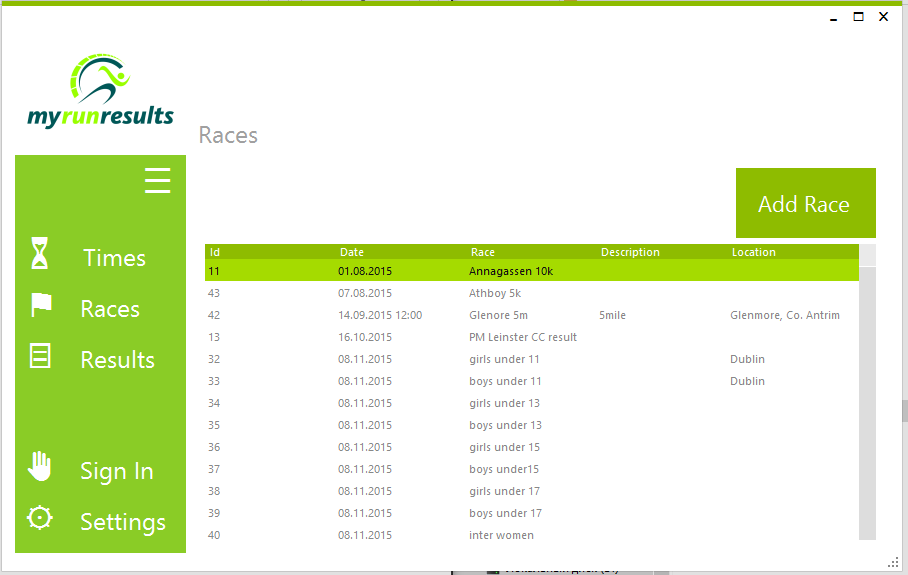 myrunresults
Races
Add Race
Times
Races
Results
Sign In
Settings
Id Date Race Description Location
11 01.08.2015 Annagassen 10k
43 07.08.2015 Athboy 5k
42 14.09.2015 12:00 Glenore 5m 5mile Glenmore, Co. Antrim
13 16.10.2015 PM Leinster CC result
32 08.11.2015 girls under 11 Dublin
33 08.11.2015 boys under 11 Dublin
34 08.11.2015 girls under 13
35 08.11.2015 boys under 13
36 08.11.2015 girls under 15
37 08.11.2015 boys under15
38 08.11.2015 girls under 17
39 08.11.2015 boys under 17
40 08.11.2015 inter women